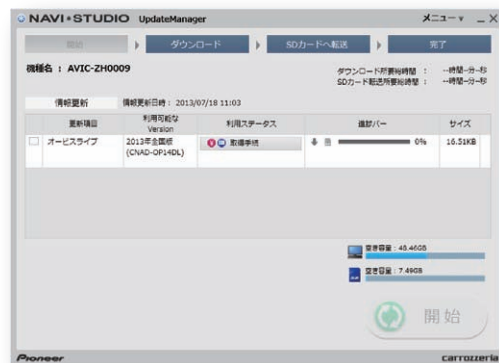 NAVI•STUDIO UpdateManager
メニュー
開始
ダウンロード
SDカードへ転送
完了
機種名 : AVIC-ZH0009
ダウンロード所要総時間 : --時間--分--秒
SDカード転送所要総時間 : --時間--分--秒
情報更新
情報更新日時 : 2013/07/18 11:03
更新項目
利用可能な
Version
利用ステータス
進捗バー
サイズ
オービスライブ
2013年全国版
(CNAD-OP14DL)
取得手続
0%
16.51KB
空き容量 : 48.46GB
空き容量 : 7.49GB
開始
Pioneer
carrozzeria